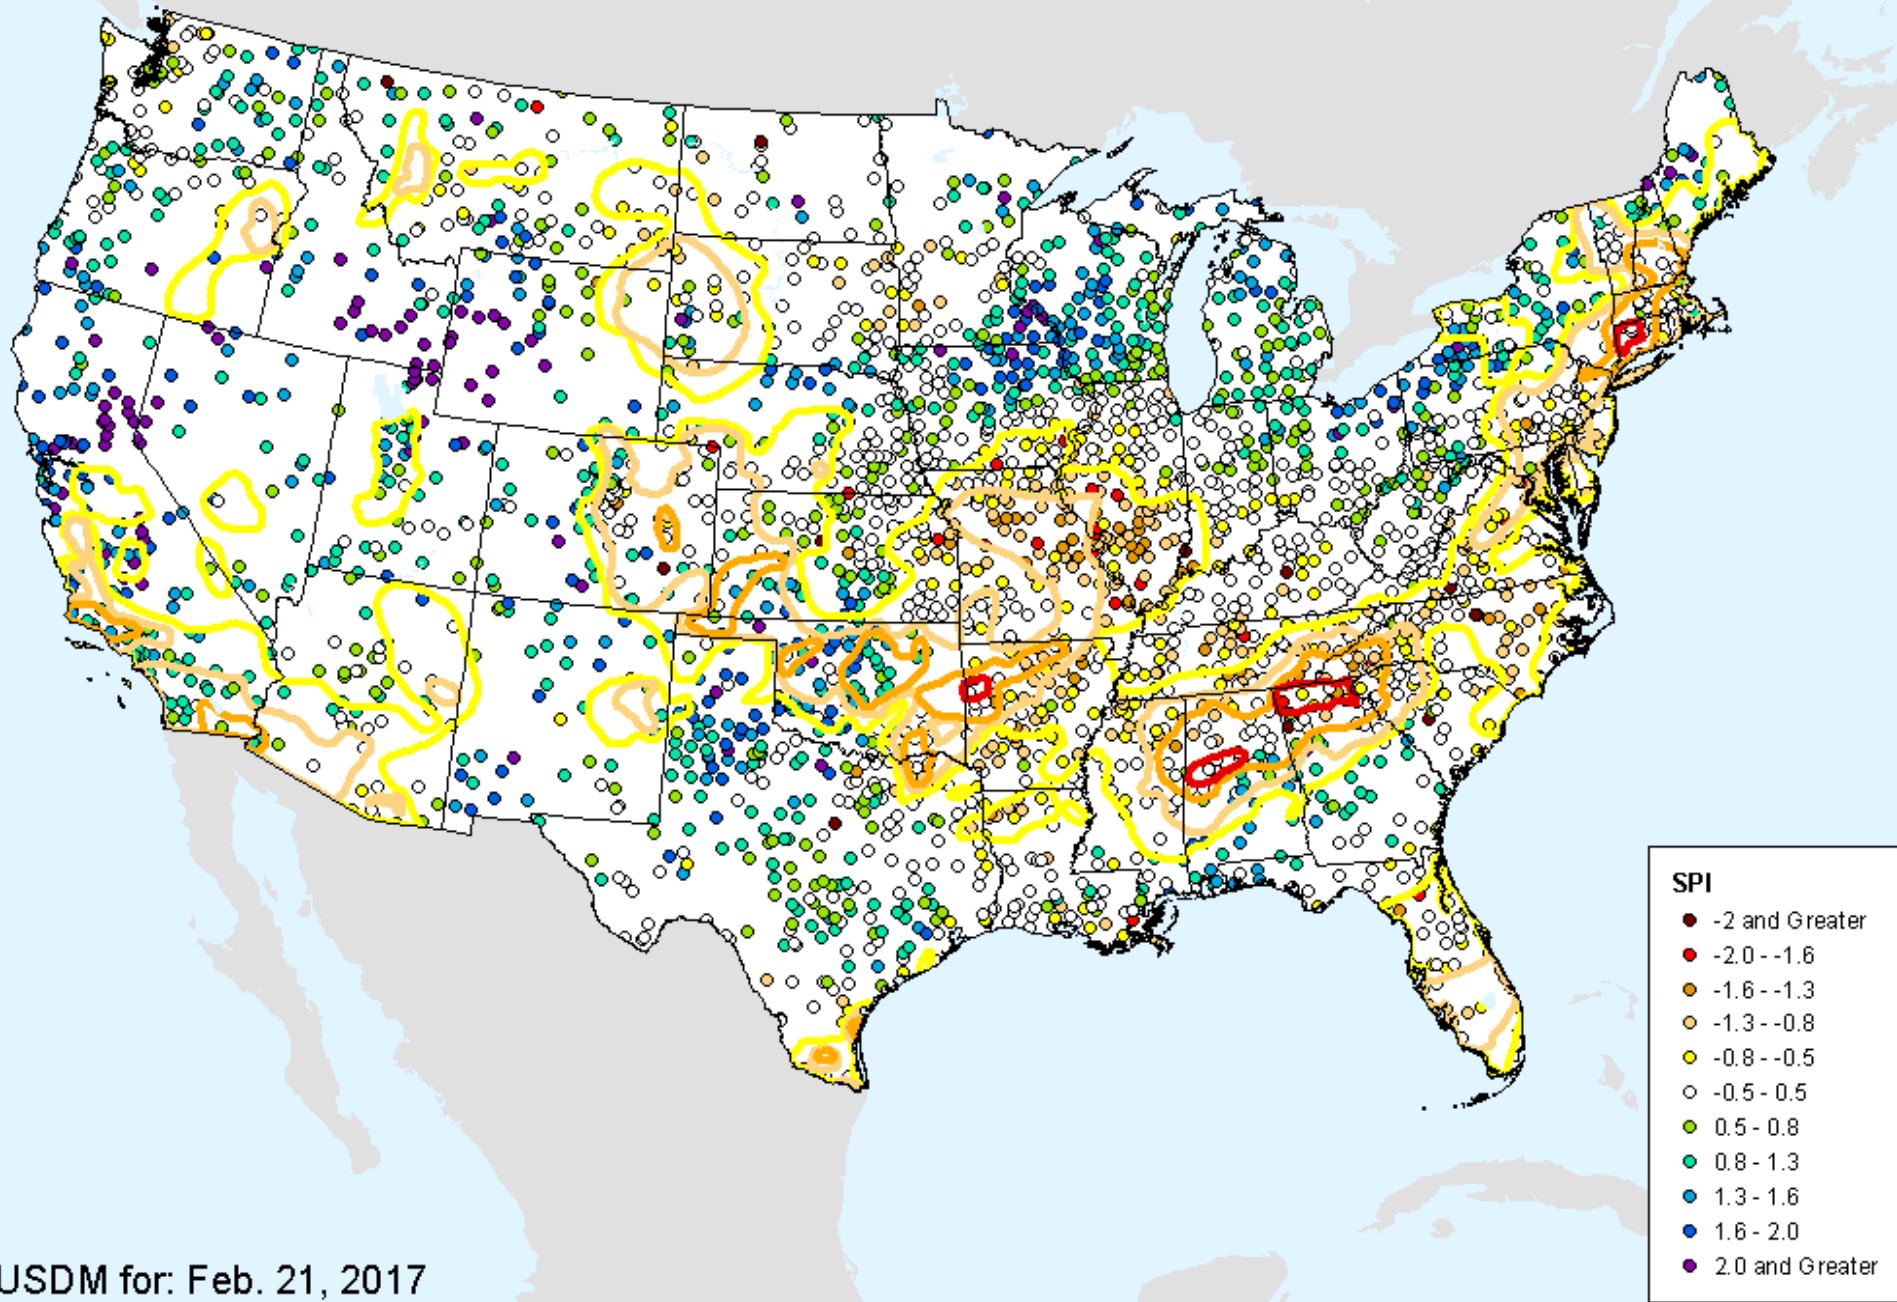 SPI
-2 and Greater
-2.0 - -1.6
-1.6 - -1.3
-1.3 - -0.8
-0.8 - -0.5
-0.5 - 0.5
0.5 - 0.8
0.8 - 1.3
1.3 - 1.6
1.6 - 2.0
2.0 and Greater
USDM for: Feb. 21, 2017